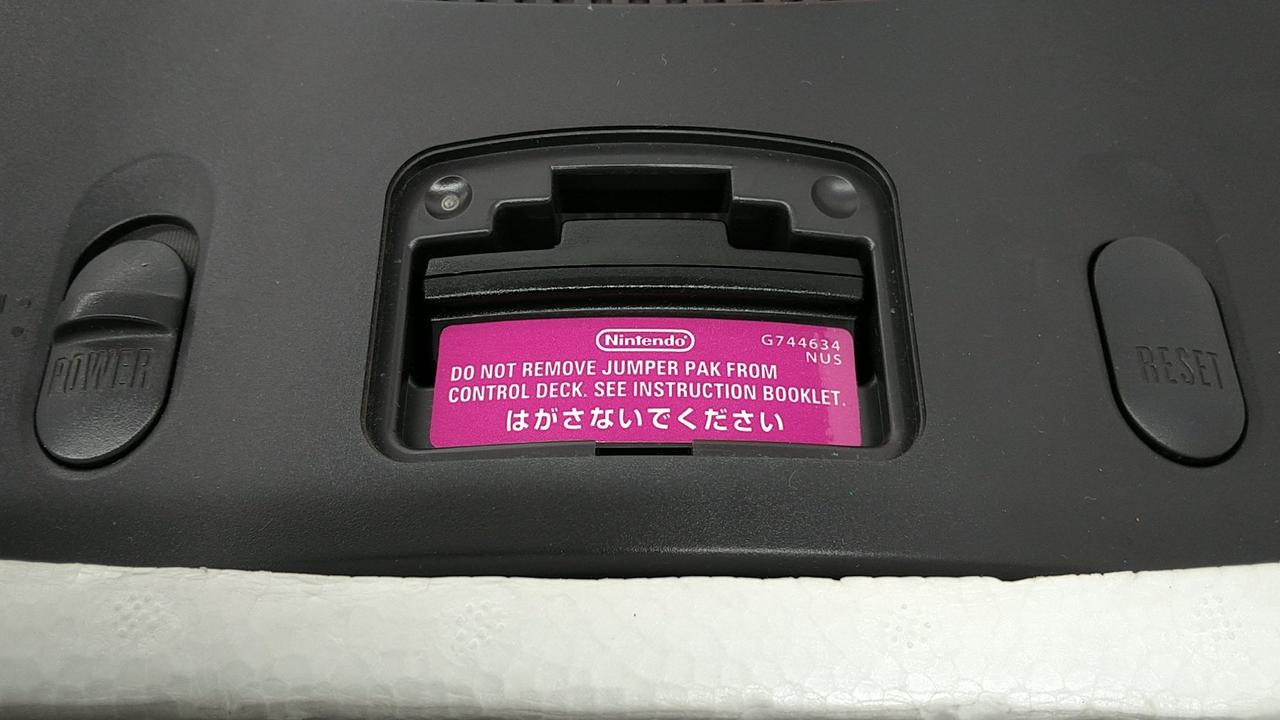 Nintendo
G744634
NUS
DO NOT REMOVE JUMPER PAK FROM
CONTROL DECK. SEE INSTRUCTION BOOKLET.
はがさないでください
POWER
RESET